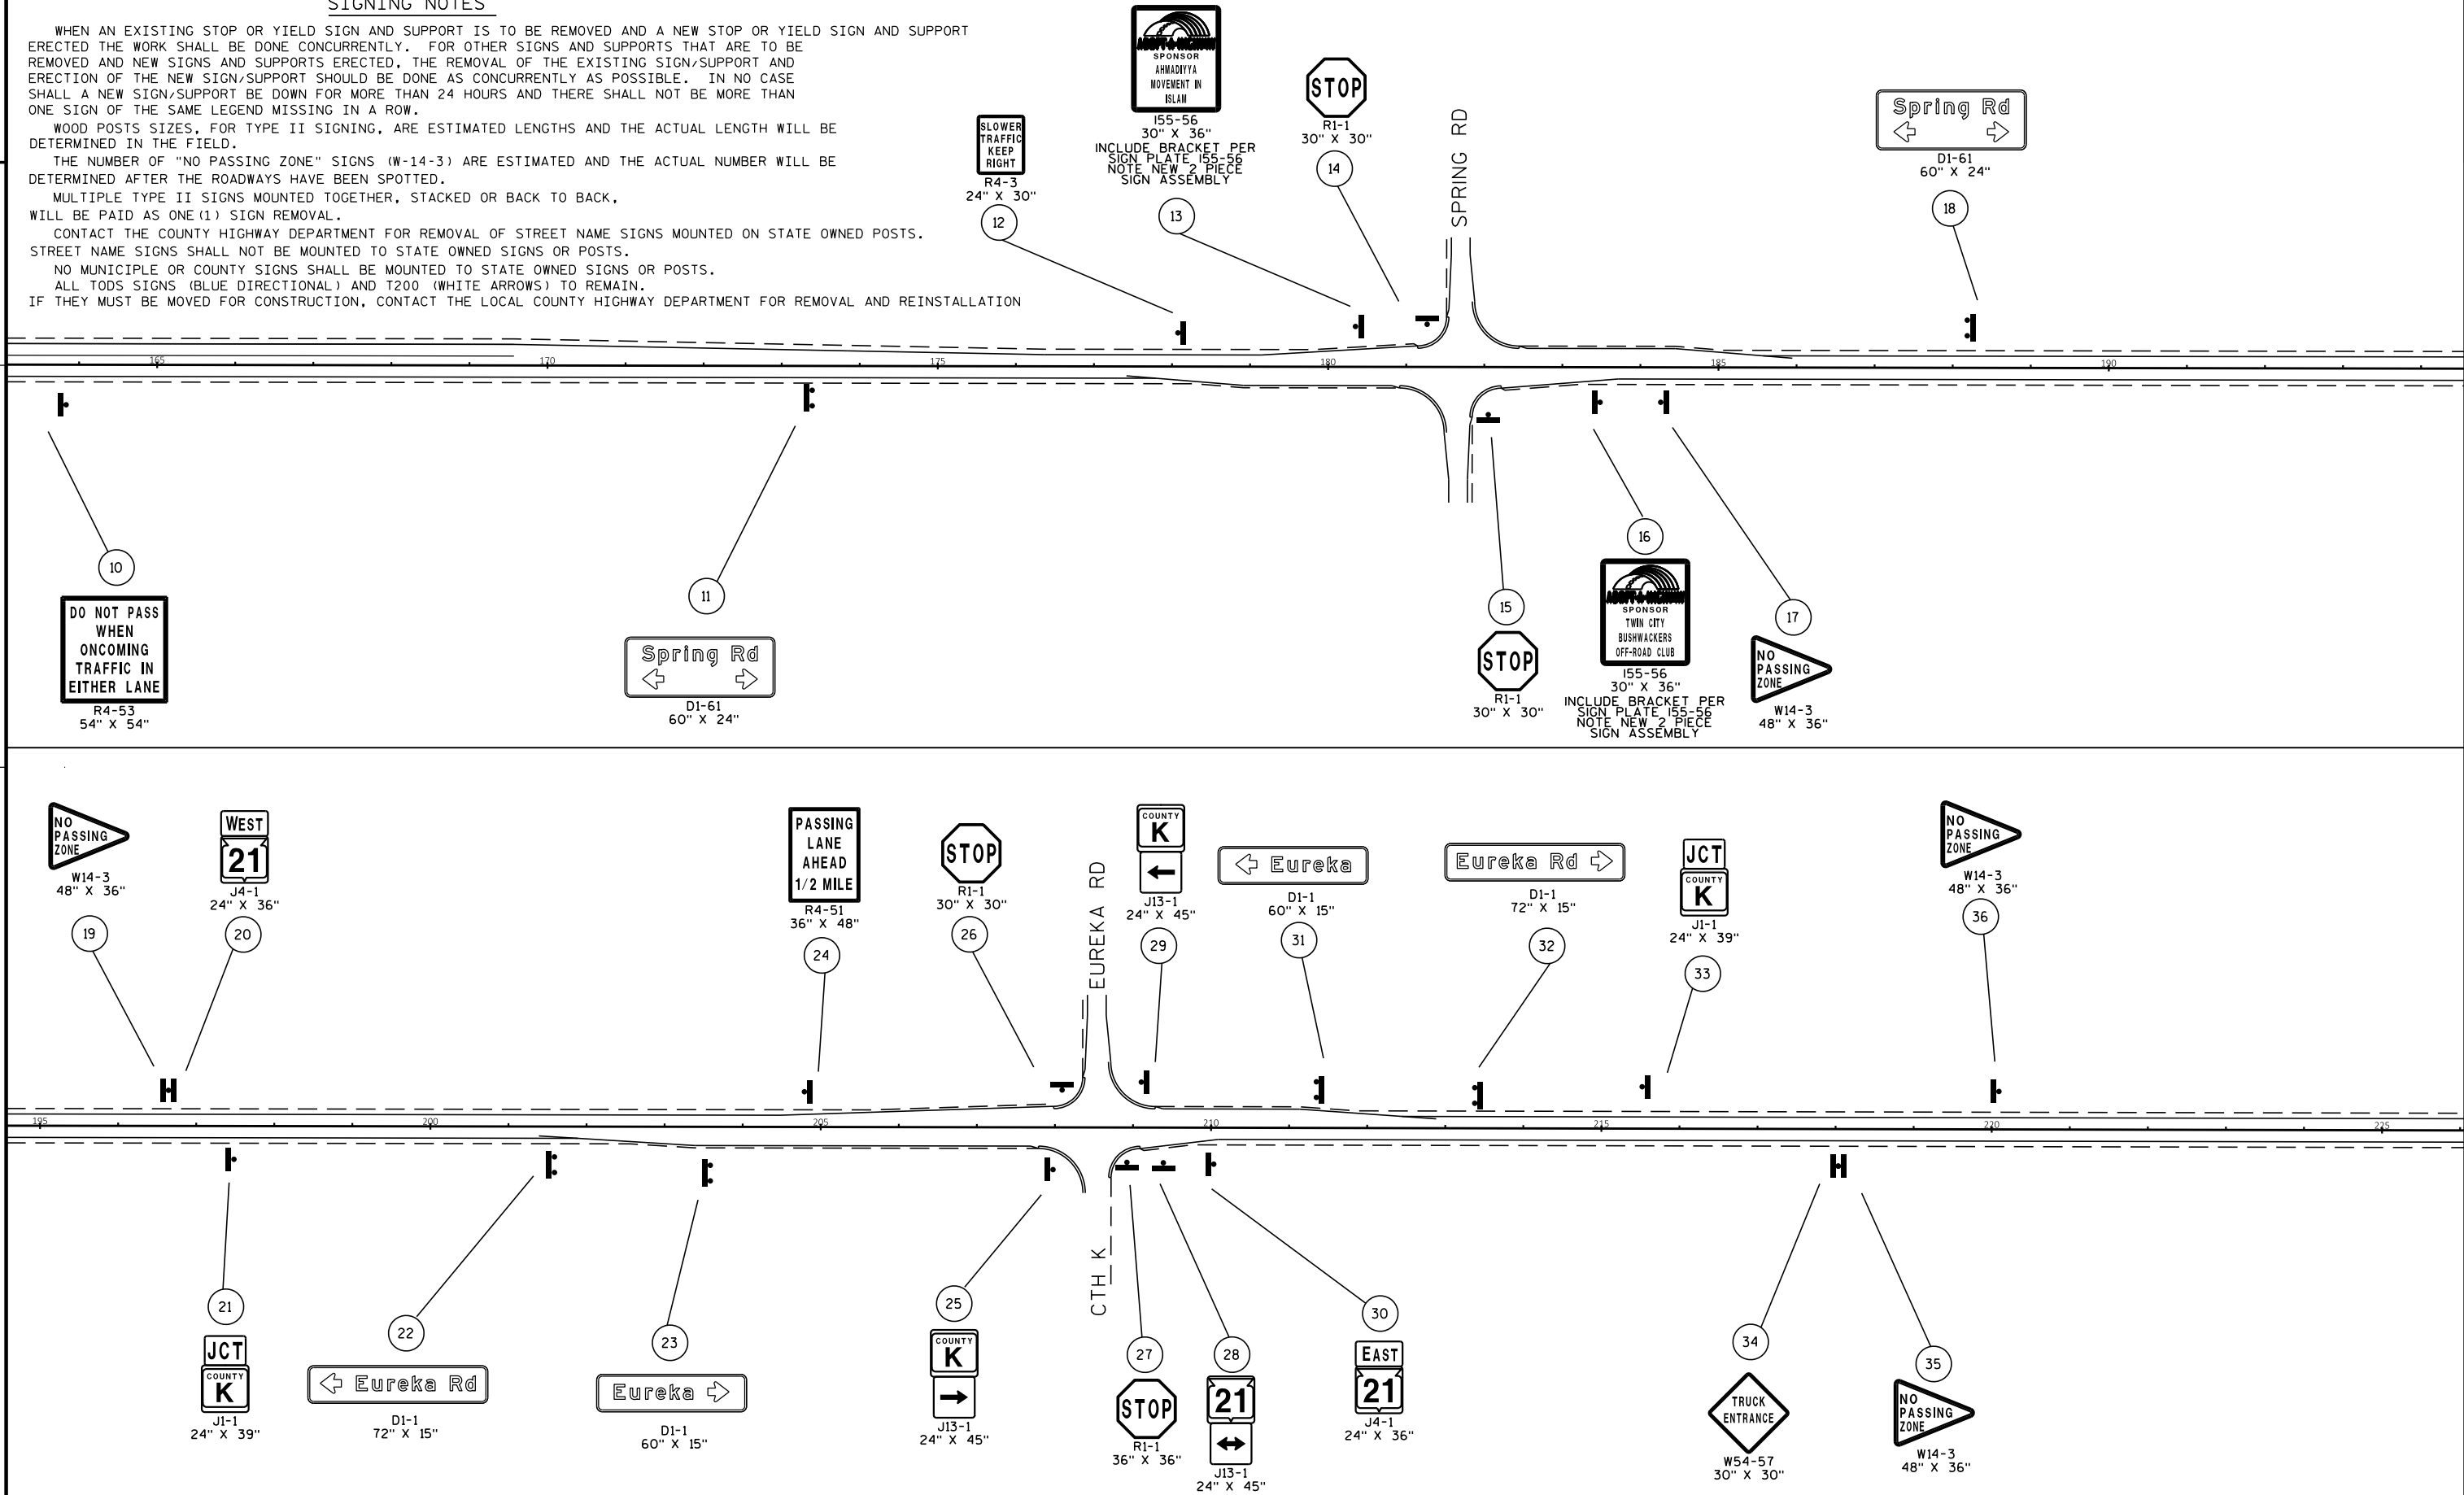 SIGNING NOTES
WHEN AN EXISTING STOP OR YIELD SIGN AND SUPPORT IS TO BE REMOVED AND A NEW STOP OR YIELD SIGN AND SUPPORT
ERECTED THE WORK SHALL BE DONE CONCURRENTLY. FOR OTHER SIGNS AND SUPPORTS THAT ARE TO BE
REMOVED AND NEW SIGNS AND SUPPORTS ERECTED, THE REMOVAL OF THE EXISTING SIGN/SUPPORT AND
ERECTION OF THE NEW SIGN/SUPPORT SHOULD BE DONE AS CONCURRENTLY AS POSSIBLE. IN NO CASE
SHALL A NEW SIGN/SUPPORT BE DOWN FOR MORE THAN 24 HOURS AND THERE SHALL NOT BE MORE THAN
ONE SIGN OF THE SAME LEGEND MISSING IN A ROW.
WOOD POSTS SIZES, FOR TYPE II SIGNING, ARE ESTIMATED LENGTHS AND THE ACTUAL LENGTH WILL BE
DETERMINED IN THE FIELD.
THE NUMBER OF "NO PASSING ZONE" SIGNS (W-14-3) ARE ESTIMATED AND THE ACTUAL NUMBER WILL BE
DETERMINED AFTER THE ROADWAYS HAVE BEEN SPOTTED.
MULTIPLE TYPE II SIGNS MOUNTED TOGETHER, STACKED OR BACK TO BACK,
WILL BE PAID AS ONE (1) SIGN REMOVAL.
CONTACT THE COUNTY HIGHWAY DEPARTMENT FOR REMOVAL OF STREET NAME SIGNS MOUNTED ON STATE OWNED POSTS.
STREET NAME SIGNS SHALL NOT BE MOUNTED TO STATE OWNED SIGNS OR POSTS.
NO MUNICIPLE OR COUNTY SIGNS SHALL BE MOUNTED TO STATE OWNED SIGNS OR POSTS.
ALL TODS SIGNS (BLUE DIRECTIONAL) AND T200 (WHITE ARROWS) TO REMAIN.
IF THEY MUST BE MOVED FOR CONSTRUCTION, CONTACT THE LOCAL COUNTY HIGHWAY DEPARTMENT FOR REMOVAL AND REINSTALLATION
SLOWER
TRAFFIC
KEEP
RIGHT
R4-3
24" X 30"
12
ADOPT-A-HIGHWAY
SPONSOR
AHMADIYYA
MOVEMENT IN
ISLAM
I55-56
30" X 36"
INCLUDE BRACKET PER
SIGN PLATE I55-56
NOTE NEW 2 PIECE
SIGN ASSEMBLY
13
STOP
R1-1
30" X 30"
14
SPRING RD
Spring Rd
D1-61
60" X 24"
18
165
170
175
180
185
190
10
DO NOT PASS
WHEN
ONCOMING
TRAFFIC IN
EITHER LANE
R4-53
54" X 54"
11
Spring Rd
D1-61
60" X 24"
15
STOP
R1-1
30" X 30"
16
ADOPT-A-HIGHWAY
SPONSOR
TWIN CITY
BUSHWACKERS
OFF-ROAD CLUB
I55-56
30" X 36"
INCLUDE BRACKET PER
SIGN PLATE I55-56
NOTE NEW 2 PIECE
SIGN ASSEMBLY
17
NO
PASSING
ZONE
W14-3
48" X 36"
NO
PASSING
ZONE
W14-3
48" X 36"
19
WEST
21
J4-1
24" X 36"
20
PASSING
LANE
AHEAD
1/2 MILE
R4-51
36" X 48"
24
STOP
R1-1
30" X 30"
26
EUREKA RD
COUNTY
K
J13-1
24" X 45"
29
Eureka
D1-1
60" X 15"
31
Eureka Rd
D1-1
72" X 15"
32
JCT
COUNTY
K
J1-1
24" X 39"
33
NO
PASSING
ZONE
W14-3
48" X 36"
36
195
200
205
210
215
220
225
21
JCT
COUNTY
K
J1-1
24" X 39"
22
Eureka Rd
D1-1
72" X 15"
23
Eureka
D1-1
60" X 15"
25
COUNTY
K
J13-1
24" X 45"
CTH K
27
STOP
R1-1
36" X 36"
28
21
J13-1
24" X 45"
30
EAST
21
J4-1
24" X 36"
34
TRUCK
ENTRANCE
W54-57
30" X 30"
35
NO
PASSING
ZONE
W14-3
48" X 36"